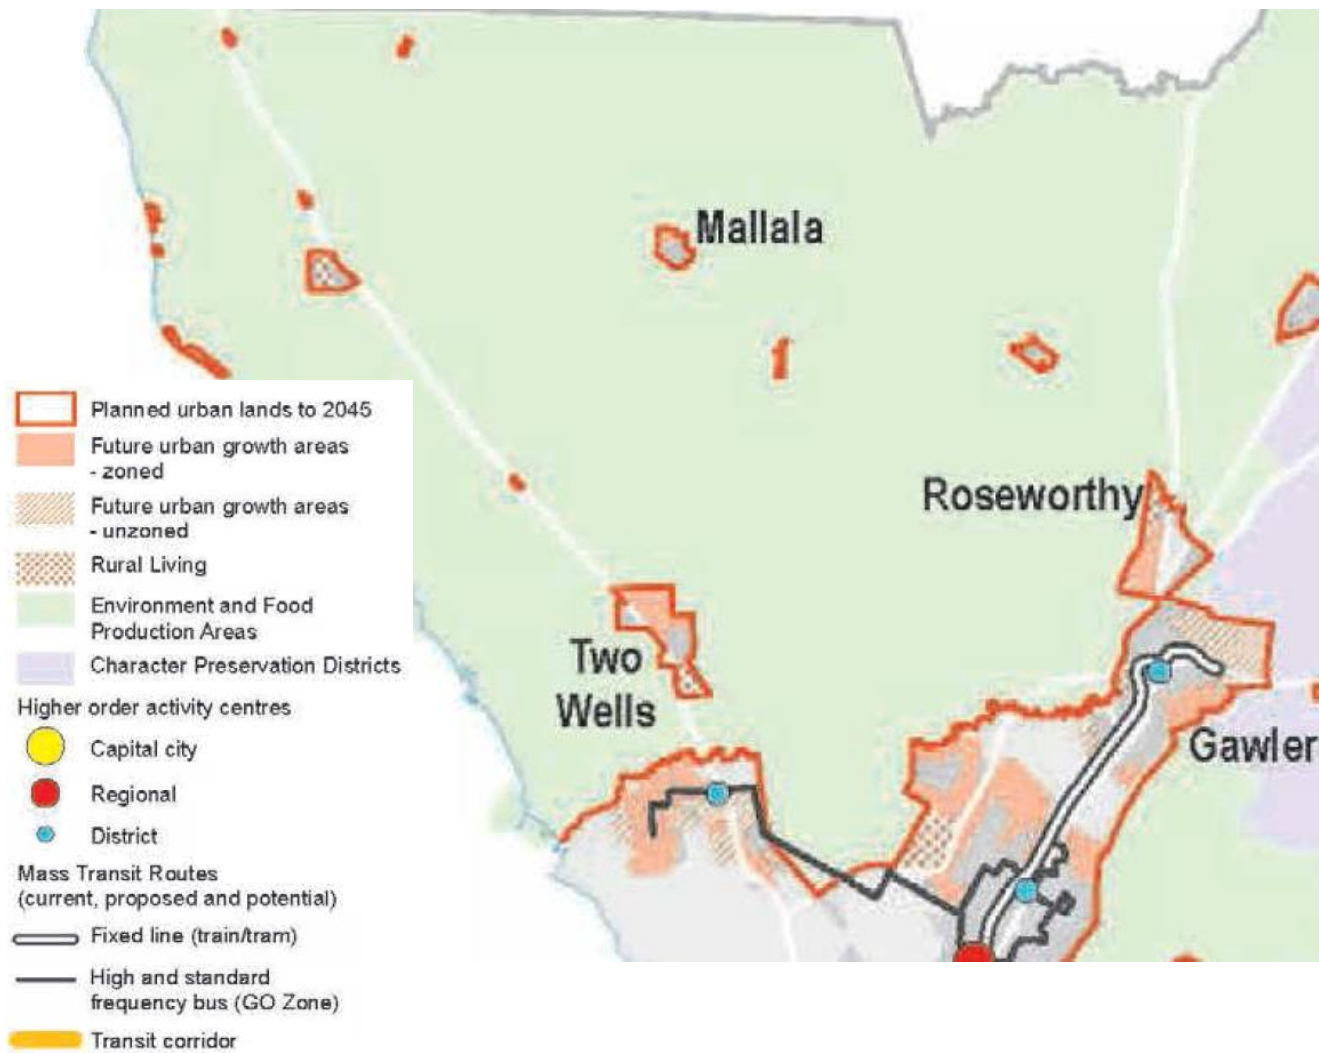 Mallala
Roseworthy
Two
Wells
Gawler
Planned urban lands to 2045
Future urban growth areas
- zoned
Future urban growth areas
- unzoned
Rural Living
Environment and Food
Production Areas
Character Preservation Districts
Higher order activity centres
Capital city
Regional
District
Mass Transit Routes
(current, proposed and potential)
Fixed line (train/tram)
High and standard
frequency bus (GO Zone)
Transit corridor